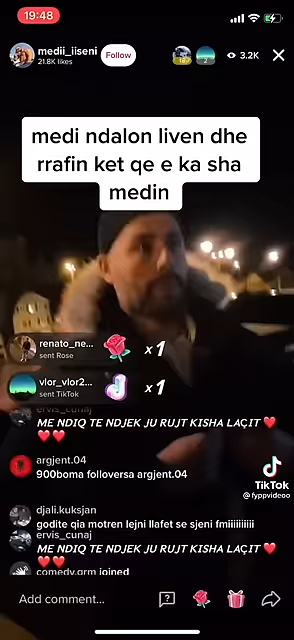 19:48
medii_iiseni
21.8K likes
Follow
3.2K
medi ndalon liven dhe
rrafin ket qe e ka sha
medin
renato_ne...
sent Rose
x1
vlor_vlor2...
sent TikTok
x1
ervis_cunaj
ME NDIQ TE NDJEK JU RUJT KISHA LAÇIT ❤️
❤️❤️
argjent.04
900boma followersa argjent.04
TikTok
@fyppvideoo
djali.kuksjan
godite qia motren lejni llafet se sjeni fmiiiiiiiiii
ervis_cunaj
ME NDIQ TE NDJEK JU RUJT KISHA LAÇIT ❤️
❤️❤️
comedy.grm joined
Add comment...